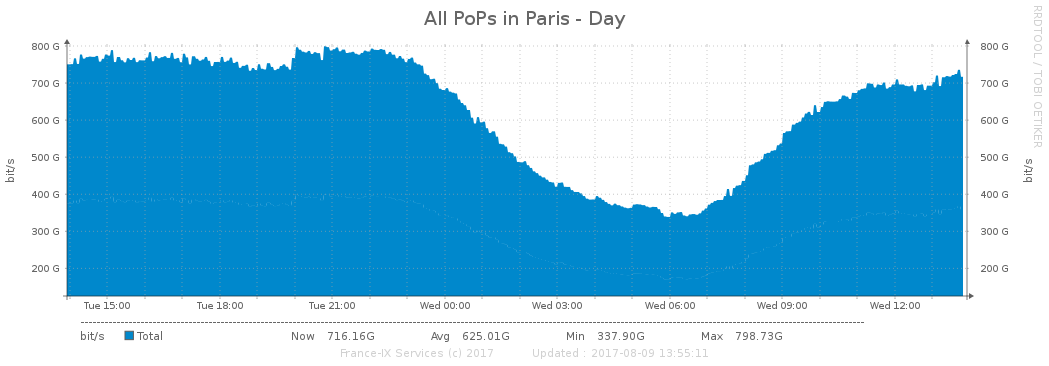 All PoPs in Paris - Day
RRDTOOL / TOBI OETIKER
bit/s
800 G
700 G
600 G
500 G
400 G
300 G
200 G
800 G
700 G
600 G
500 G
400 G
300 G
200 G
bit/s
Tue 15:00 Tue 18:00 Tue 21:00 Wed 00:00 Wed 03:00 Wed 06:00 Wed 09:00 Wed 12:00
bit/s Total Now 716.16G Avg 625.01G Min 337.90G Max 798.73G
France-IX Services (c) 2017 Updated : 2017-08-09 13:55:11